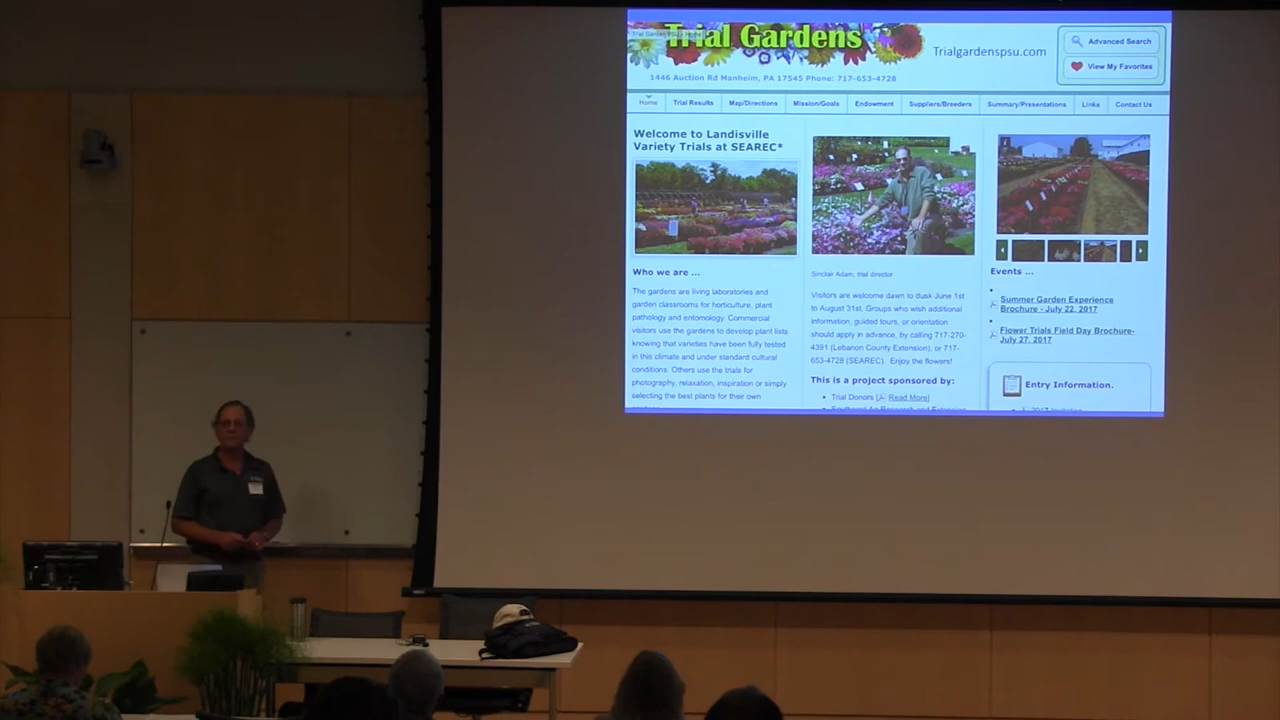 Trial Gardens
Trialgardenspsu.com
Advanced Search
View My Favorites
1446 Auction Rd Manheim, PA 17545 Phone: 717-653-4728
Home
Trial Results
Map/Directions
Mission/Goals
Endowment
Suppliers/Breeders
Summary/Presentations
Links
Contact Us
Welcome to Landisville
Variety Trials at SEAREC*
Who we are ...
The gardens are living laboratories and
garden classrooms for horticulture, plant
pathology and entomology. Commercial
visitors use the gardens to develop plant lists
knowing that varieties have been fully tested
in this climate and under standard cultural
conditions. Others use the trials for
photography, relaxation, inspiration or simply
selecting the best plants for their own
Sinclair Adam, trial director
Visitors are welcome dawn to dusk June 1st
to August 31st. Groups who wish additional
information, guided tours, or orientation
should apply in advance, by calling 717-270-
4391 (Lebanon County Extension), or 717-
653-4728 (SEAREC). Enjoy the flowers!
This is a project sponsored by:
• Trial Donors [Read More]
Events ...
Summer Garden Experience
Brochure - July 22, 2017
Flower Trials Field Day Brochure-
July 27, 2017
Entry Information.